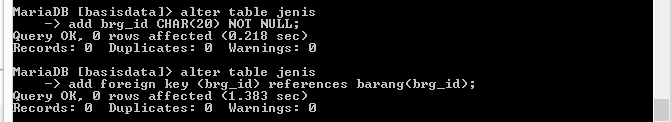 MariaDB [basisdata]> alter table jenis
-> add brg_id CHAR(20) NOT NULL;
Query OK, 0 rows affected (0.218 sec)
Records: 0 Duplicates: 0 Warnings: 0
MariaDB [basisdata]> alter table jenis
-> add foreign key (brg_id) references barang(brg_id);
Query OK, 0 rows affected (1.383 sec)
Records: 0 Duplicates: 0 Warnings: 0